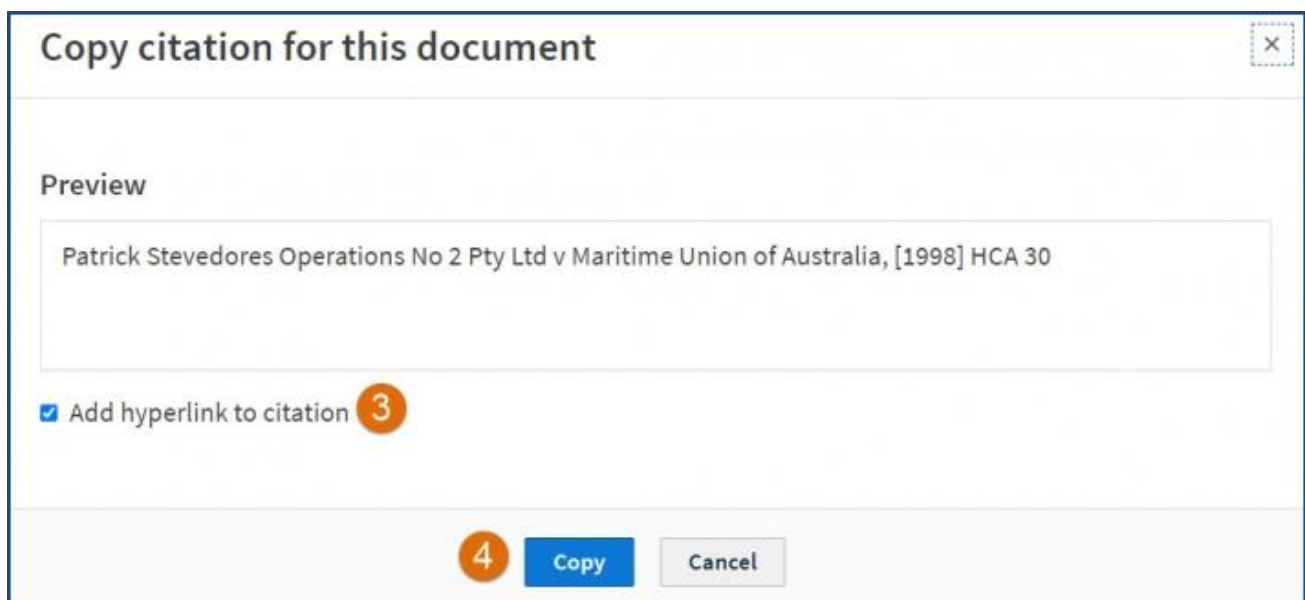 Copy citation for this document
×
Preview
Patrick Stevedores Operations No 2 Pty Ltd v Maritime Union of Australia, [1998] HCA 30
Add hyperlink to citation 3
4 Copy Cancel